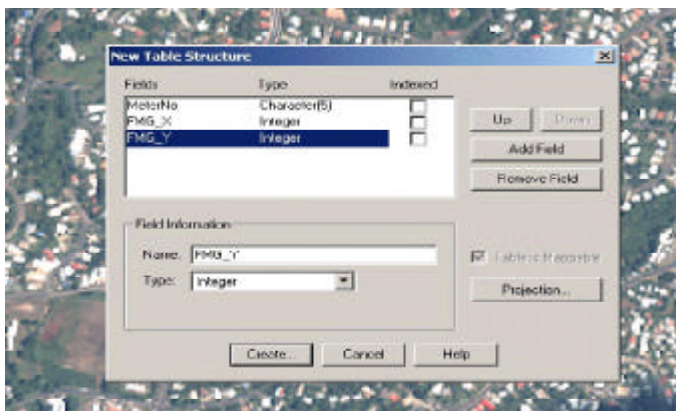 New Table Structure
Fields Type Indexed
MeterNo Character(5)
FMG_X Integer
FMG_Y Integer
Up Down
Add Field
Remove Field
Field Information
Name: FMG_Y
Table is Mappable
Type: Integer
Projection...
Create... Cancel Help